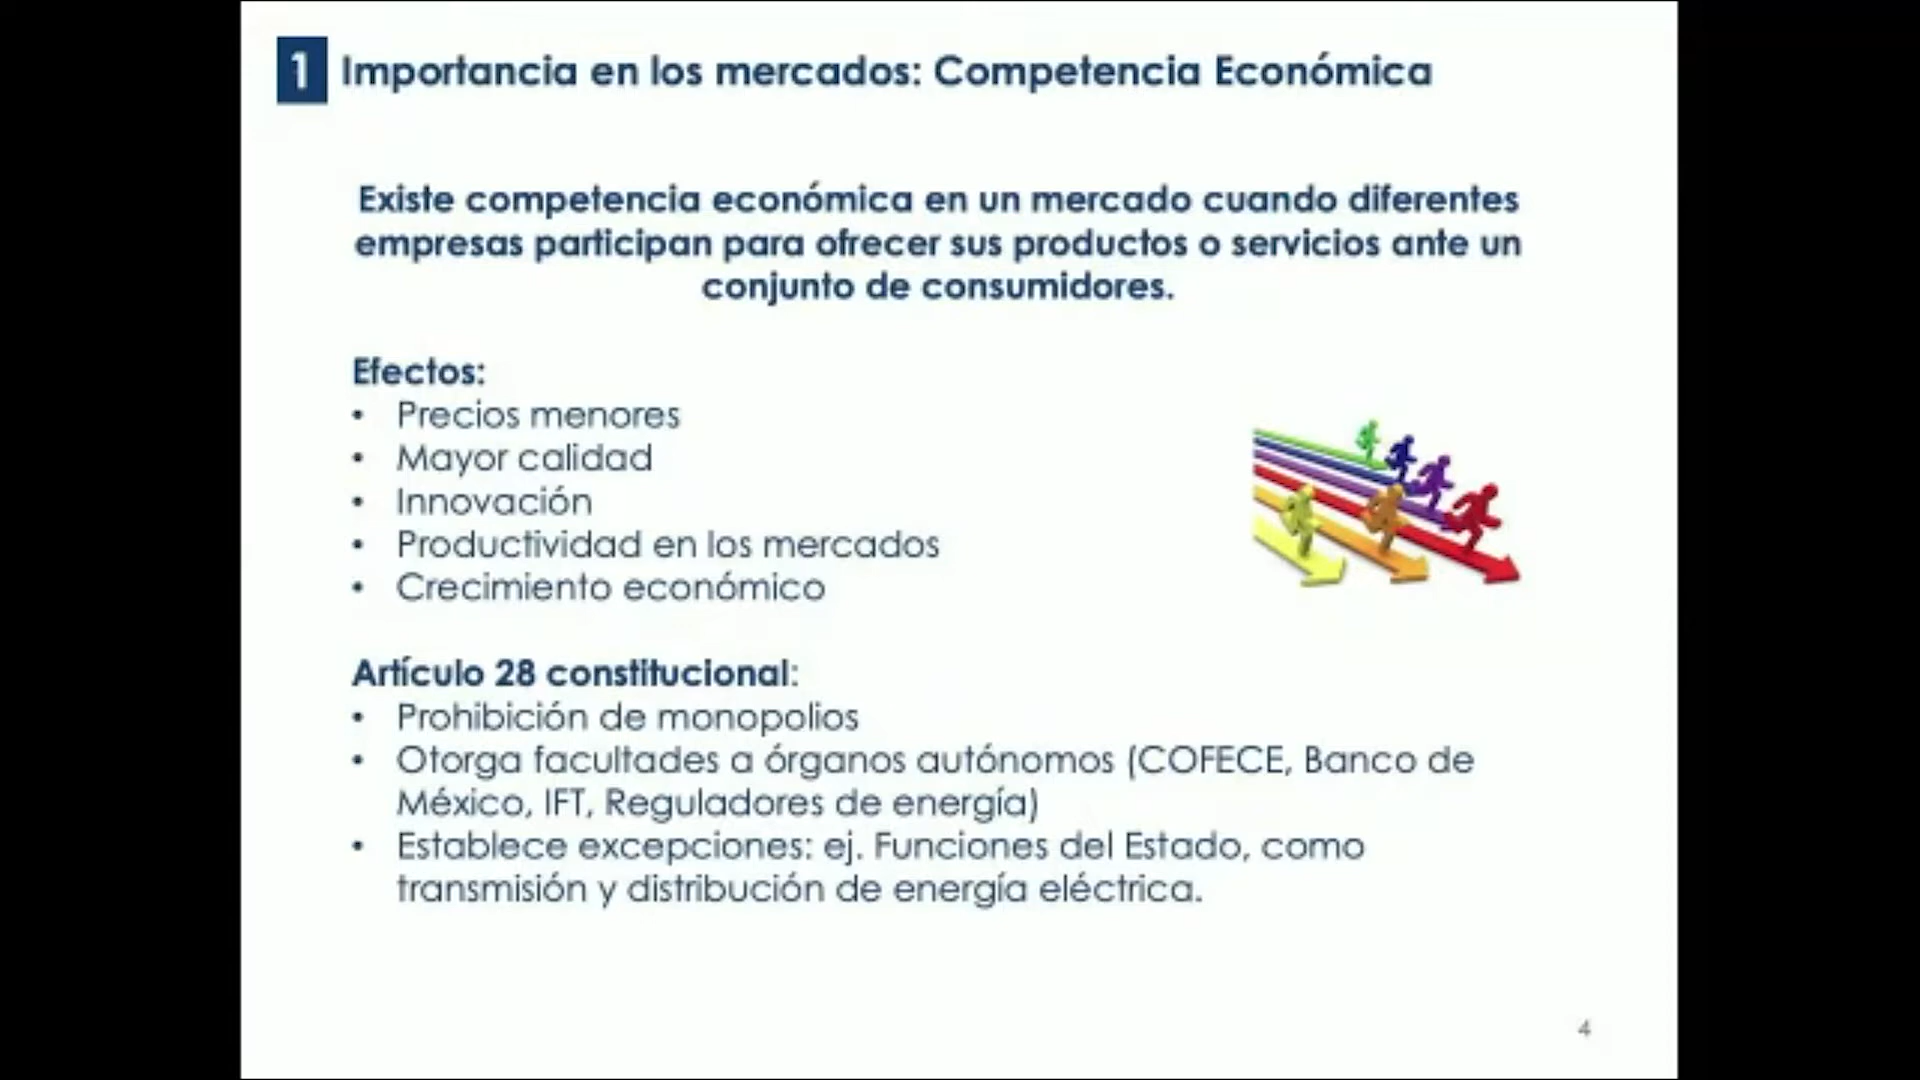 1 Importancia en los mercados: Competencia Económica
Existe competencia económica en un mercado cuando diferentes
empresas participan para ofrecer sus productos o servicios ante un
conjunto de consumidores.
Efectos:
• Precios menores
• Mayor calidad
• Innovación
• Productividad en los mercados
• Crecimiento económico
Artículo 28 constitucional:
• Prohibición de monopolios
• Otorga facultades a órganos autónomos (COFECE, Banco de
México, IFT, Reguladores de energía)
• Establece excepciones: ej. Funciones del Estado, como
transmisión y distribución de energía eléctrica.
4